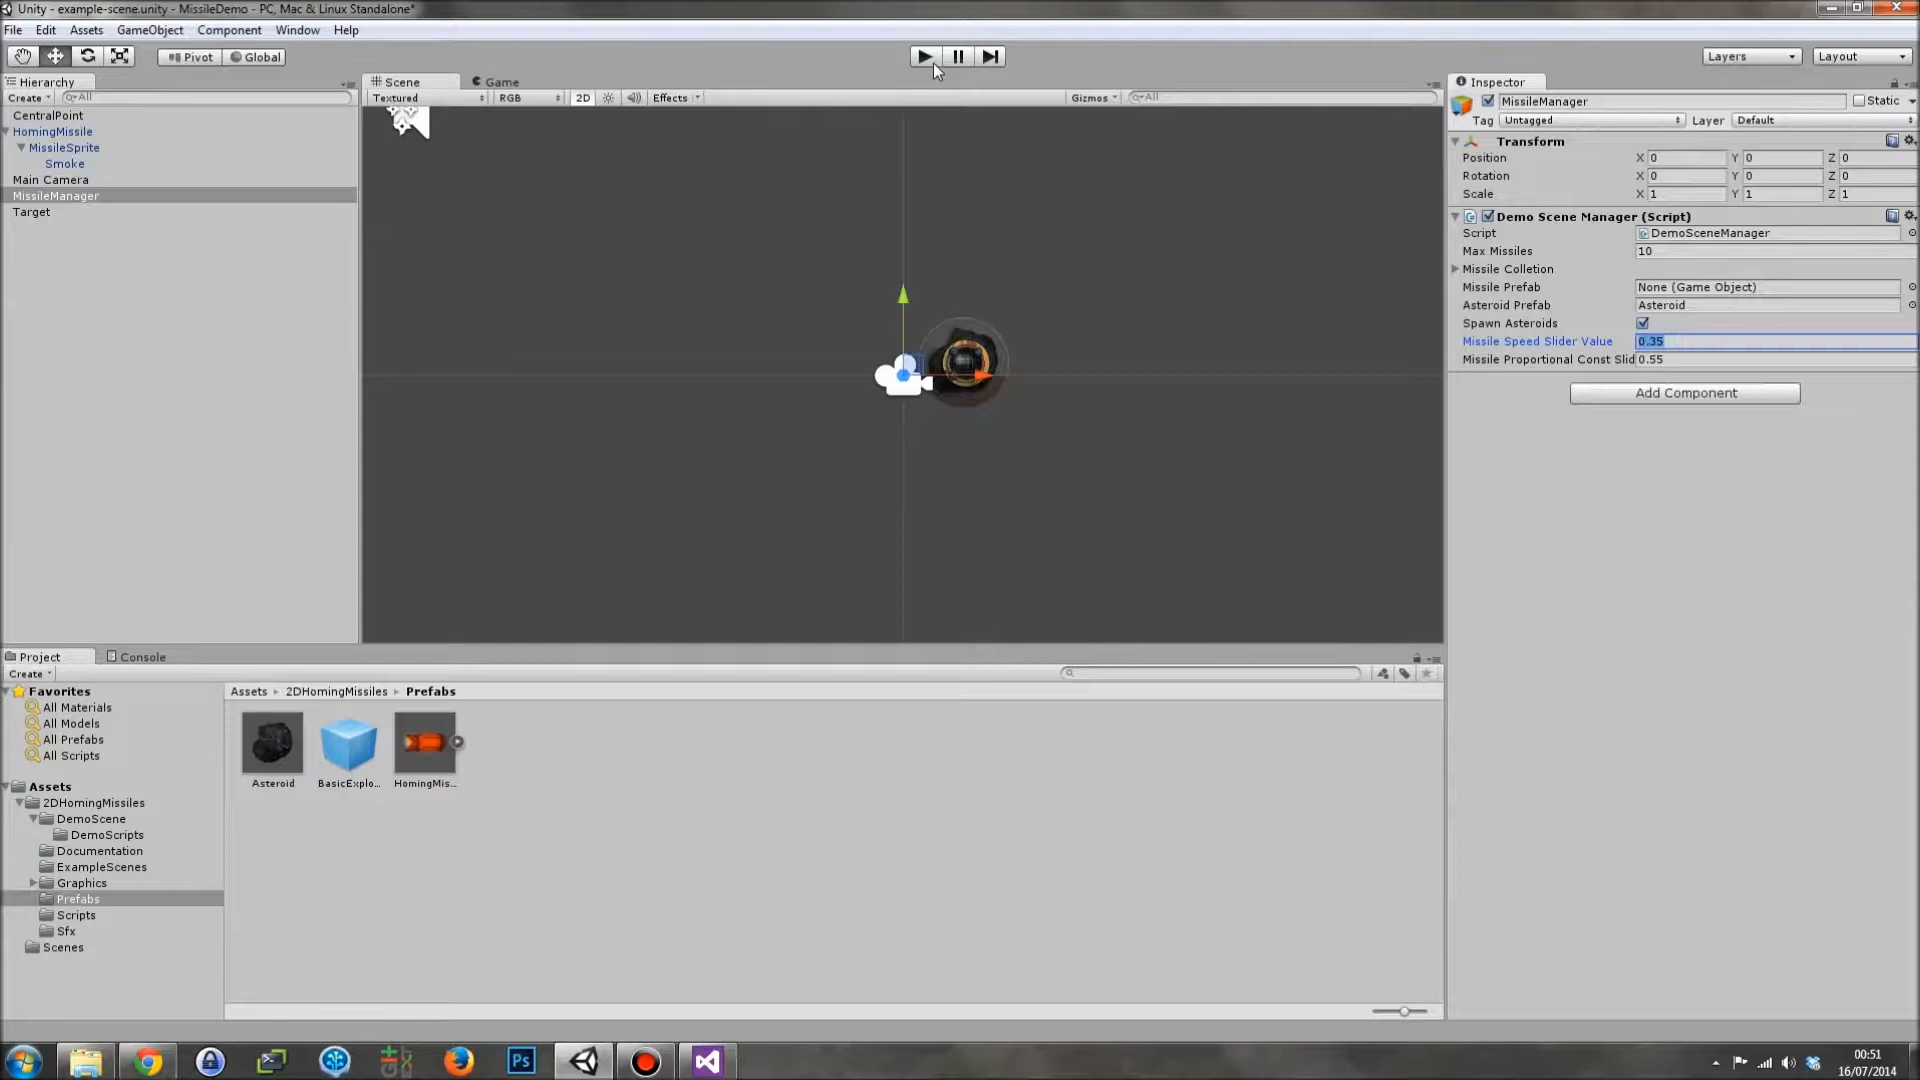 Unity - example-scene.unity - MissileDemo - PC, Mac & Linux Standalone*
File Edit Assets GameObject Component Window Help
Pivot Global Layers Layout
Hierarchy
Create All
CentralPoint
HomingMissile
MissileSprite
Smoke
Main Camera
MissileManager
Target
Scene Game
Textured RGB 2D Effects Gizmos All
Inspector
MissileManager Static
Tag Untagged Layer Default
Transform
Position X 0 Y 0 Z 0
Rotation X 0 Y 0 Z 0
Scale X 1 Y 1 Z 1
Demo Scene Manager (Script)
Script DemoSceneManager
Max Missiles 10
Missile Colletion
Missile Prefab None (Game Object)
Asteroid Prefab Asteroid
Spawn Asteroids
Missile Speed Slider Value 0.35
Missile Proportional Const Slid 0.55
Add Component
Project Console
Create
Favorites
All Materials
All Models
All Prefabs
All Scripts
Assets
2DHomingMissiles
DemoScene
DemoScripts
Documentation
ExampleScenes
Graphics
Prefabs
Scripts
Sfx
Scenes
Assets 2DHomingMissiles Prefabs
Asteroid BasicExplo... HomingMis...
Ps
00:51
16/07/2014